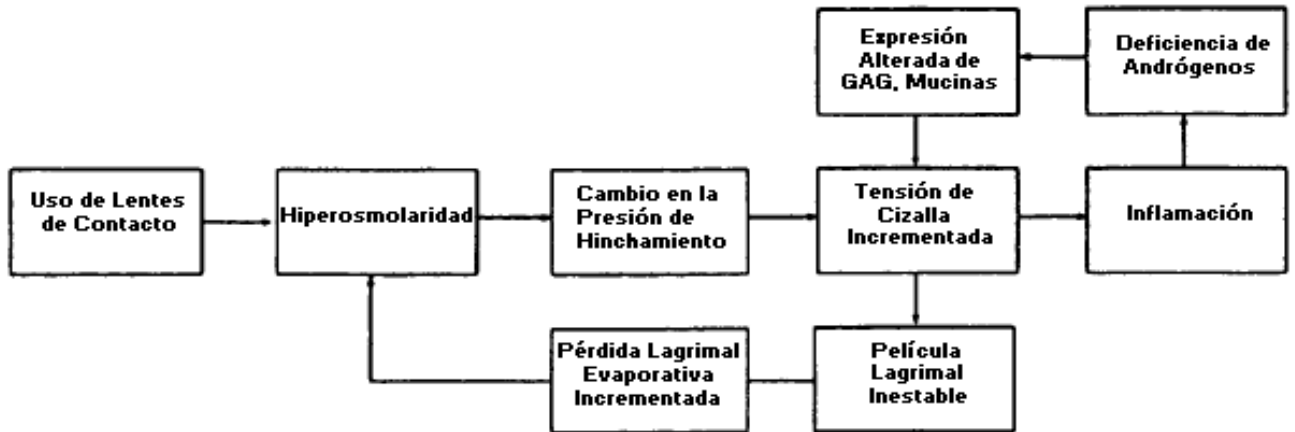 Expresión
Alterada de
GAG, Mucinas
Deficiencia de
Andrógenos
Uso de Lentes
de Contacto
Hiperosmolaridad
Cambio en la
Presión de
Hinchamiento
Tensión de
Cizalla
Incrementada
Inflamación
Pérdida Lagrimal
Evaporativa
Incrementada
Película
Lagrimal
Inestable